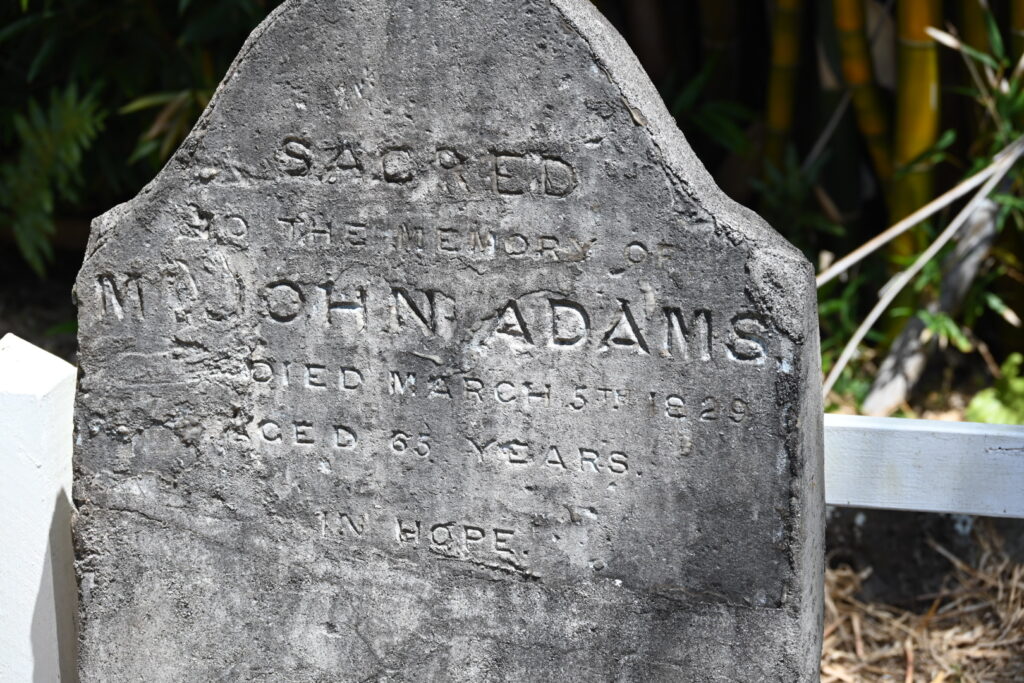 SACRED
TO THE MEMORY OF
MR JOHN ADAMS.
DIED MARCH 5TH 1829
AGED 65 YEARS.
IN HOPE.